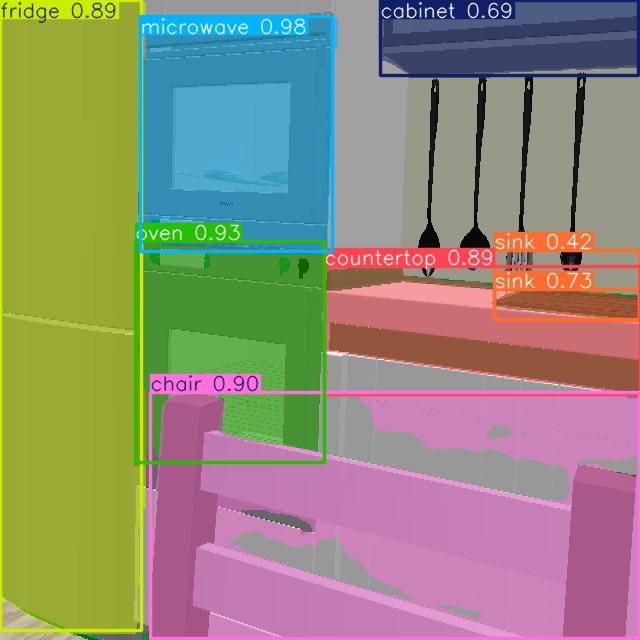 fridge 0.89
cabinet 0.69
microwave 0.98
oven 0.93
sink 0.42
countertop 0.89
sink 0.73
chair 0.90